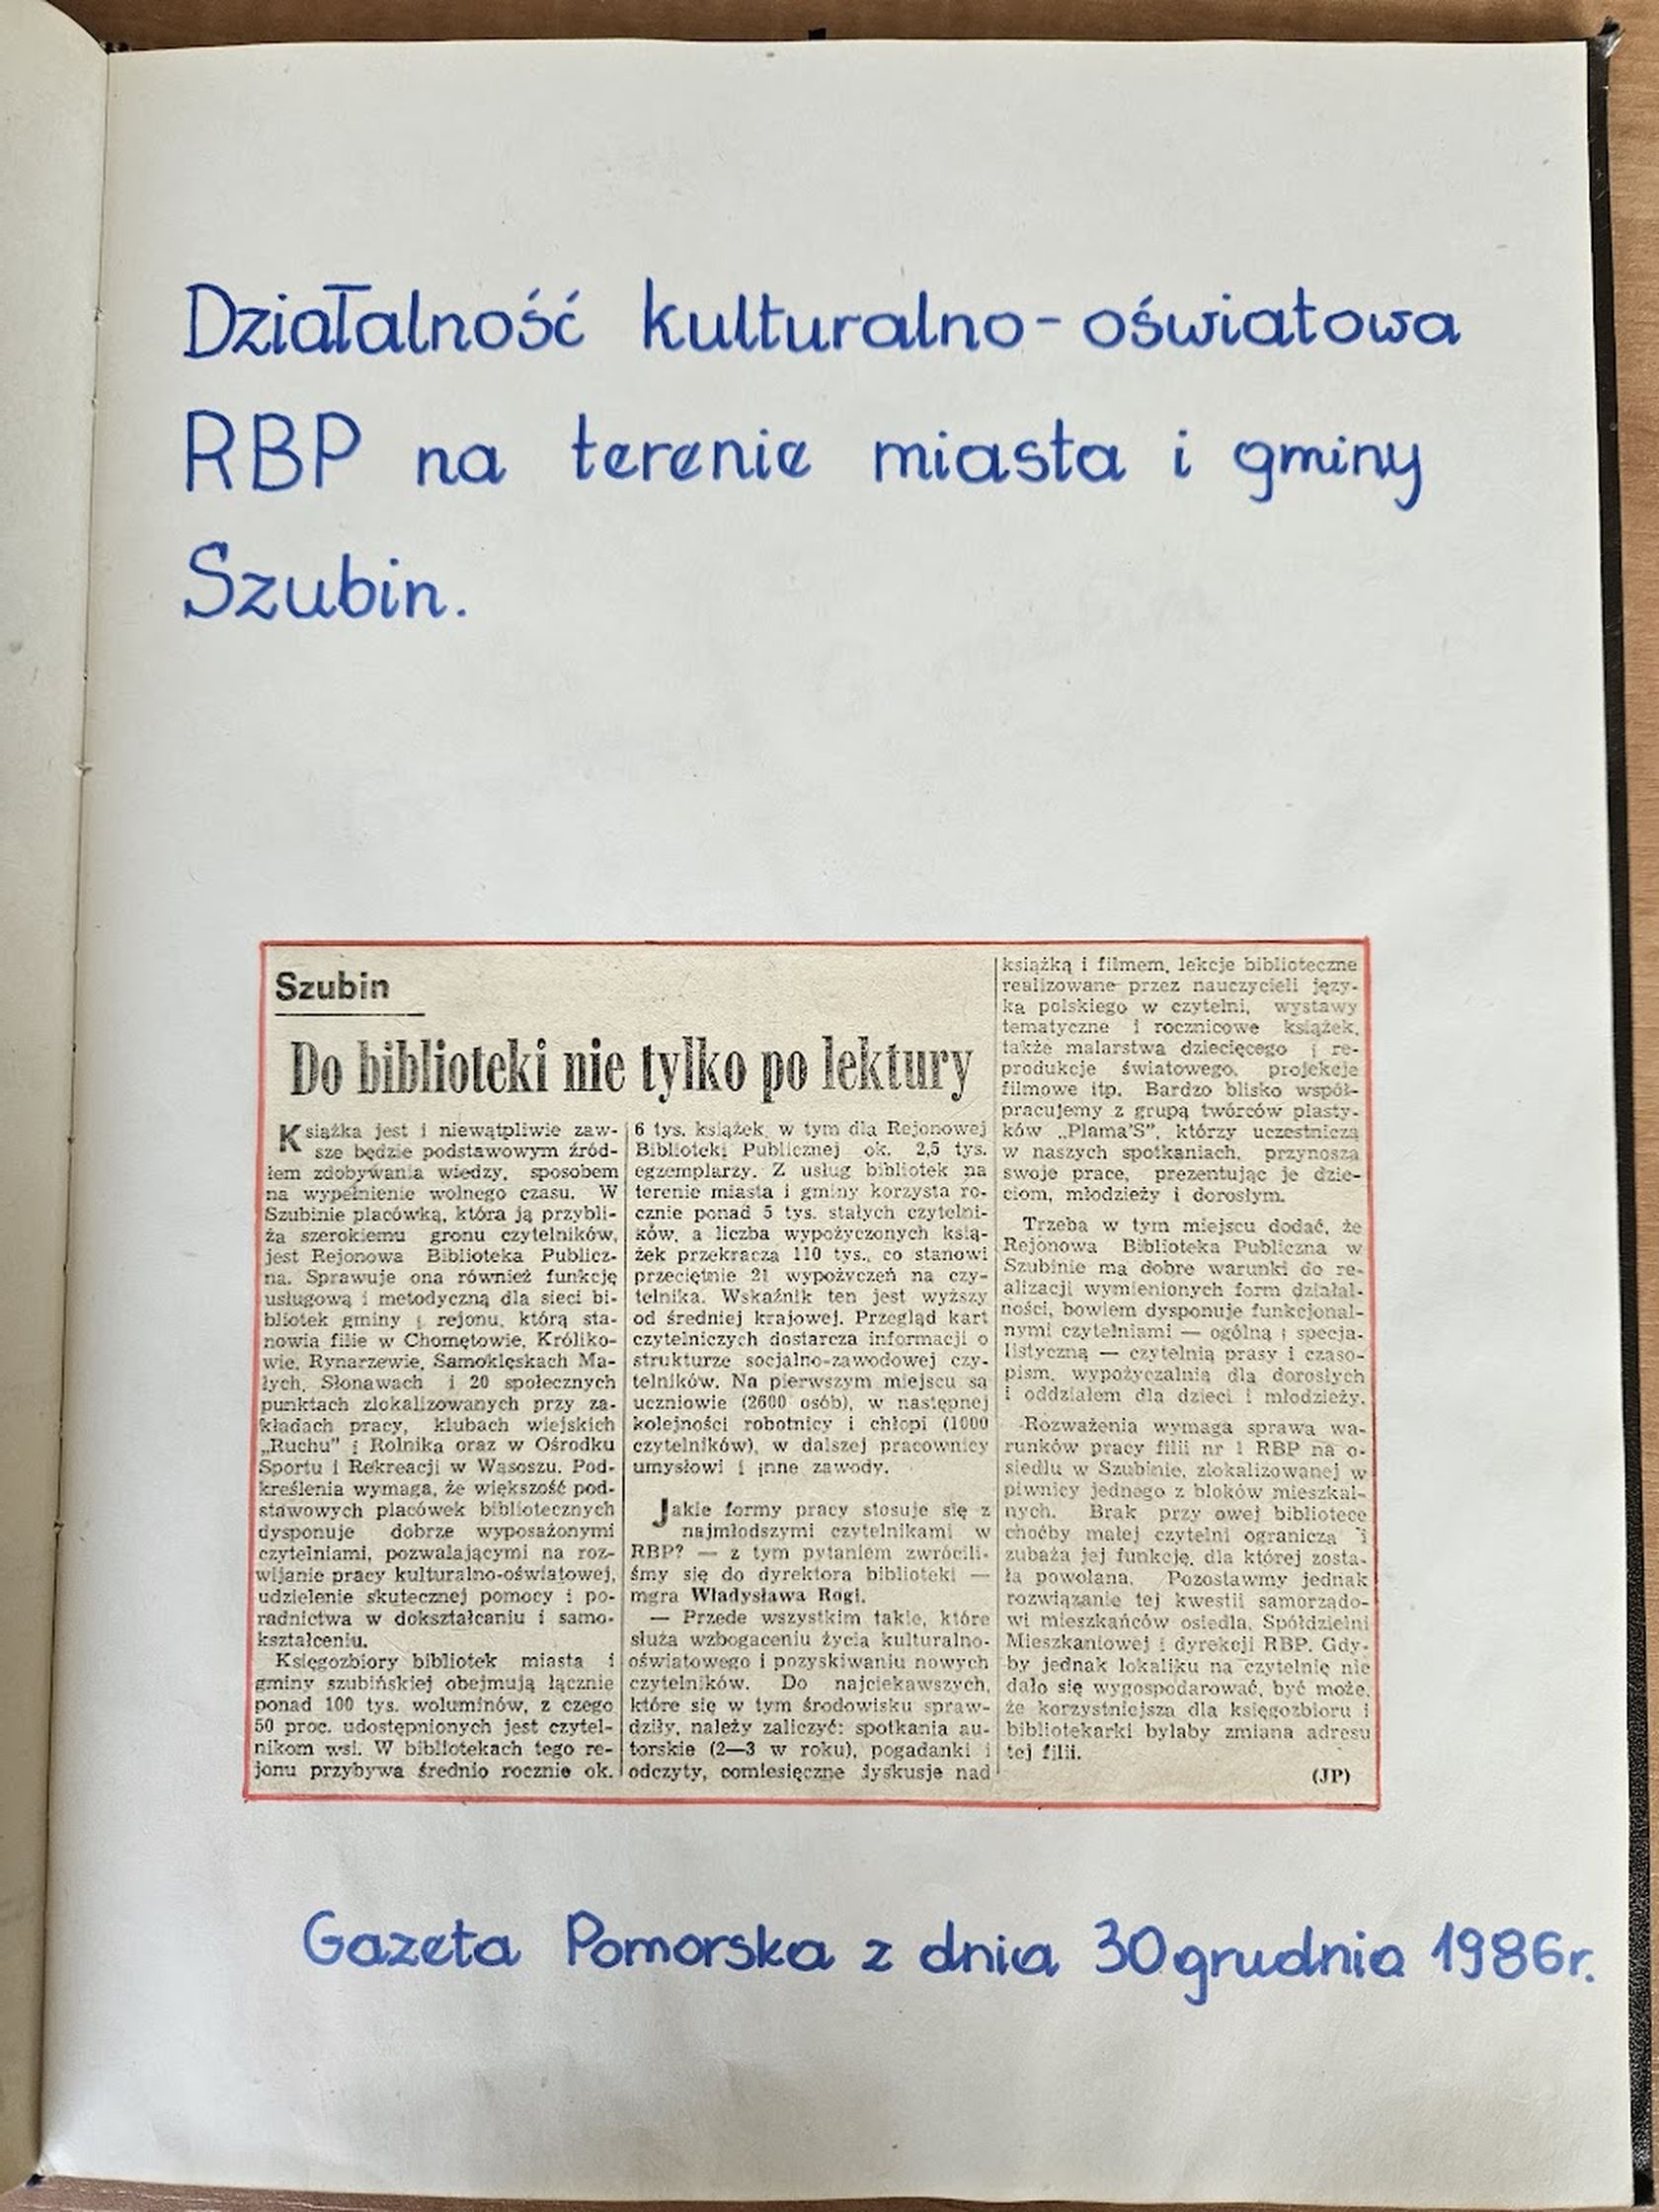 Działalność kulturalno-oświatowa
RBP na terenie miasta i gminy
Szubin.
Szubin
Do biblioteki nie tylko po lektury
Książka jest i niewątpliwie zaw-
sze będzie podstawowym źród-
łem zdobywania wiedzy, sposobem
na wypełnienie wolnego czasu. W
Szubinie placówką, która ją przybli-
ża szerokiemu gronu czytelników,
jest Rejonowa Biblioteka Publicz-
na. Sprawuje ona również funkcję
usługową i metodyczną dla sieci bi-
bliotek gminy i rejonu, którą sta-
nowią filie w Chomętowie, Króliko-
wie, Rynarzewie, Samoklęskach Ma-
łych, Słonawach i 20 społecznych
punktach zlokalizowanych przy za-
kładach pracy, klubach wiejskich
„Ruchu" i Rolnika oraz w Ośrodku
Sportu i Rekreacji w Wąsoszu. Pod-
kreślenia wymaga, że większość pod-
stawowych placówek bibliotecznych
dysponuje dobrze wyposażonymi
czytelniami, pozwalającymi na roz-
wijanie pracy kulturalno-oświatowej,
udzielenie skutecznej pomocy i po-
radnictwa w dokształcaniu i samo-
kształceniu.
Księgozbiory bibliotek miasta i
gminy szubińskiej obejmują łącznie
ponad 100 tys. woluminów, z czego
50 proc. udostępnionych jest czytel-
nikom wsi. W bibliotekach tego re-
jonu przybywa średnio rocznie ok.
6 tys. książek, w tym dla Rejonowej
Biblioteki Publicznej ok. 2,5 tys.
egzemplarzy. Z usług bibliotek na
terenie miasta i gminy korzysta ro-
cznie ponad 5 tys. stałych czytelni-
ków, a liczba wypożyczonych ksią-
żek przekracza 110 tys., co stanowi
przeciętnie 21 wypożyczeń na czy-
telnika. Wskaźnik ten jest wyższy
od średniej krajowej. Przegląd kart
czytelniczych dostarcza informacji o
strukturze socjalno-zawodowej czy-
telników. Na pierwszym miejscu są
uczniowie (2600 osób), w następnej
kolejności robotnicy i chłopi (1000
czytelników), w dalszej pracownicy
umysłowi i inne zawody.
Jakie formy pracy stosuje się z
najmłodszymi czytelnikami w
RBP? — z tym pytaniem zwrócili-
śmy się do dyrektora biblioteki —
mgra Władysława Rogi.
— Przede wszystkim takie, które
służą wzbogaceniu życia kulturalno-
oświatowego i pozyskiwaniu nowych
czytelników. Do najciekawszych,
które się w tym środowisku spraw-
dziły, należy zaliczyć: spotkania au-
torskie (2—3 w roku), pogadanki i
odczyty, comiesięczne dyskusje nad
książką i filmem, lekcje biblioteczne
realizowane przez nauczycieli języ-
ka polskiego w czytelni, wystawy
tematyczne i rocznicowe książek,
także malarstwa dziecięcego i re-
produkcje światowego, projekcje
filmowe itp. Bardzo blisko współ-
pracujemy z grupą twórców plasty-
ków „Plama'S", którzy uczestniczą
w naszych spotkaniach, przynoszą
swoje prace, prezentując je dzie-
ciom, młodzieży i dorosłym.
Trzeba w tym miejscu dodać, że
Rejonowa Biblioteka Publiczna w
Szubinie ma dobre warunki do re-
alizacji wymienionych form działal-
ności, bowiem dysponuje funkcjonal-
nymi czytelniami — ogólną i specja-
listyczną — czytelnią prasy i czaso-
pism, wypożyczalnią dla dorosłych
i oddziałem dla dzieci i młodzieży.
Rozważenia wymaga sprawa wa-
runków pracy filii nr 1 RBP na o-
siedlu w Szubinie, zlokalizowanej w
piwnicy jednego z bloków mieszkal-
nych. Brak przy owej bibliotece
choćby małej czytelni ogranicza i
zubaża jej funkcję, dla której zosta-
ła powołana. Pozostawmy jednak
rozwiązanie tej kwestii samorządo-
wi mieszkańców osiedla, Spółdzielni
Mieszkaniowej i dyrekcji RBP. Gdy-
by jednak lokaliku na czytelnię nie
dało się wygospodarować, być może,
że korzystniejsza dla księgozbioru i
bibliotekarki byłaby zmiana adresu
tej filii.
(JP)
Gazeta Pomorska z dnia 30 grudnia 1986r.